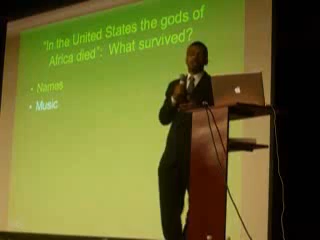 "In the United States the gods of
Africa died": What survived?
• Names
• Music